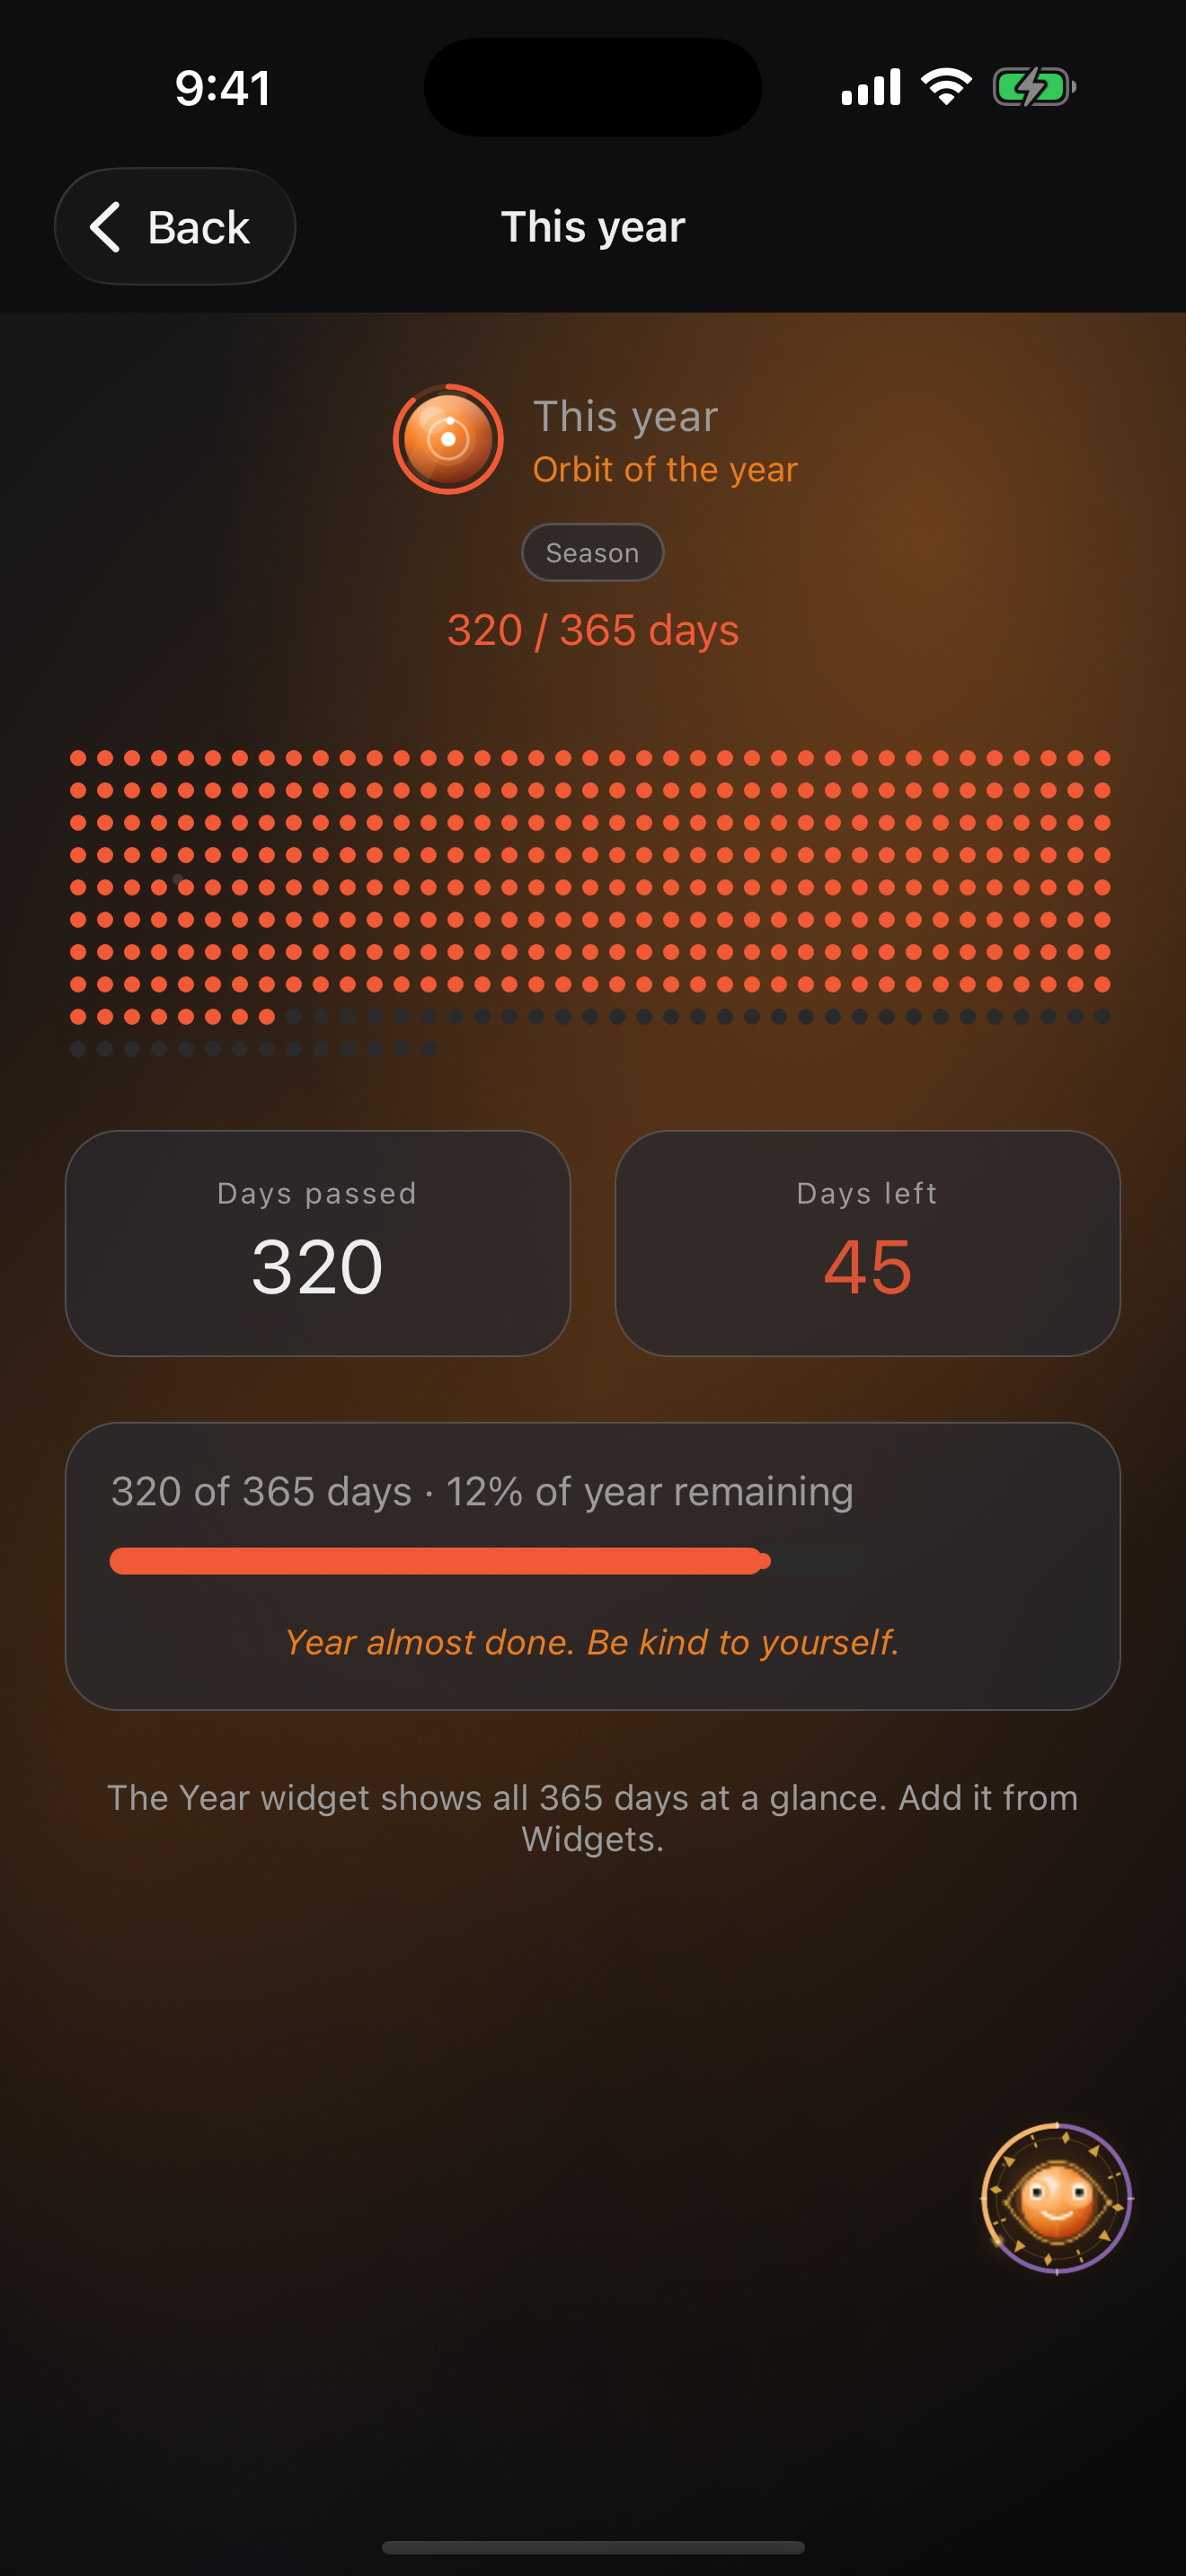 9:41
Back
This year
This year
Orbit of the year
Season
320 / 365 days
Days passed
320
Days left
45
320 of 365 days · 12% of year remaining
Year almost done. Be kind to yourself.
The Year widget shows all 365 days at a glance. Add it from
Widgets.